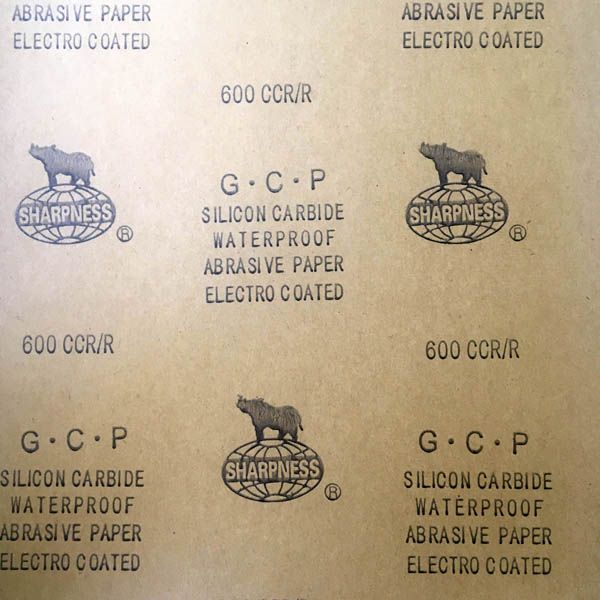 ABRASIVE PAPER
ELECTRO COATED
ABRASIVE PAPER
ELECTRO COATED
600 CCR/R
SHARPNESS
®
G·C·P
SILICON CARBIDE
WATERPROOF
ABRASIVE PAPER
ELECTRO COATED
SHARPNESS
®
600 CCR/R
600 CCR/R
G·C·P
SILICON CARBIDE
WATERPROOF
ABRASIVE PAPER
ELECTRO COATED
SHARPNESS
®
G·C·P
SILICON CARBIDE
WATERPROOF
ABRASIVE PAPER
ELECTRO COATED